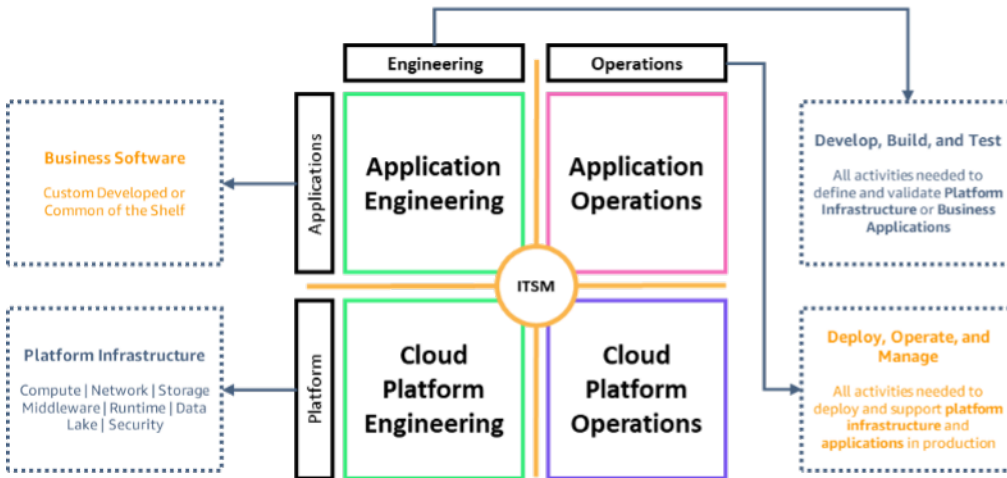 Engineering
Operations
Business Software
Custom Developed or
Common of the Shelf
Applications
Application
Engineering
Application
Operations
Develop, Build, and Test
All activities needed to
define and validate Platform
Infrastructure or Business
Applications
ITSM
Platform Infrastructure
Compute | Network | Storage
Middleware | Runtime | Data
Lake | Security
Platform
Cloud
Platform
Engineering
Cloud
Platform
Operations
Deploy, Operate, and
Manage
All activities needed to
deploy and support platform
infrastructure and
applications in production